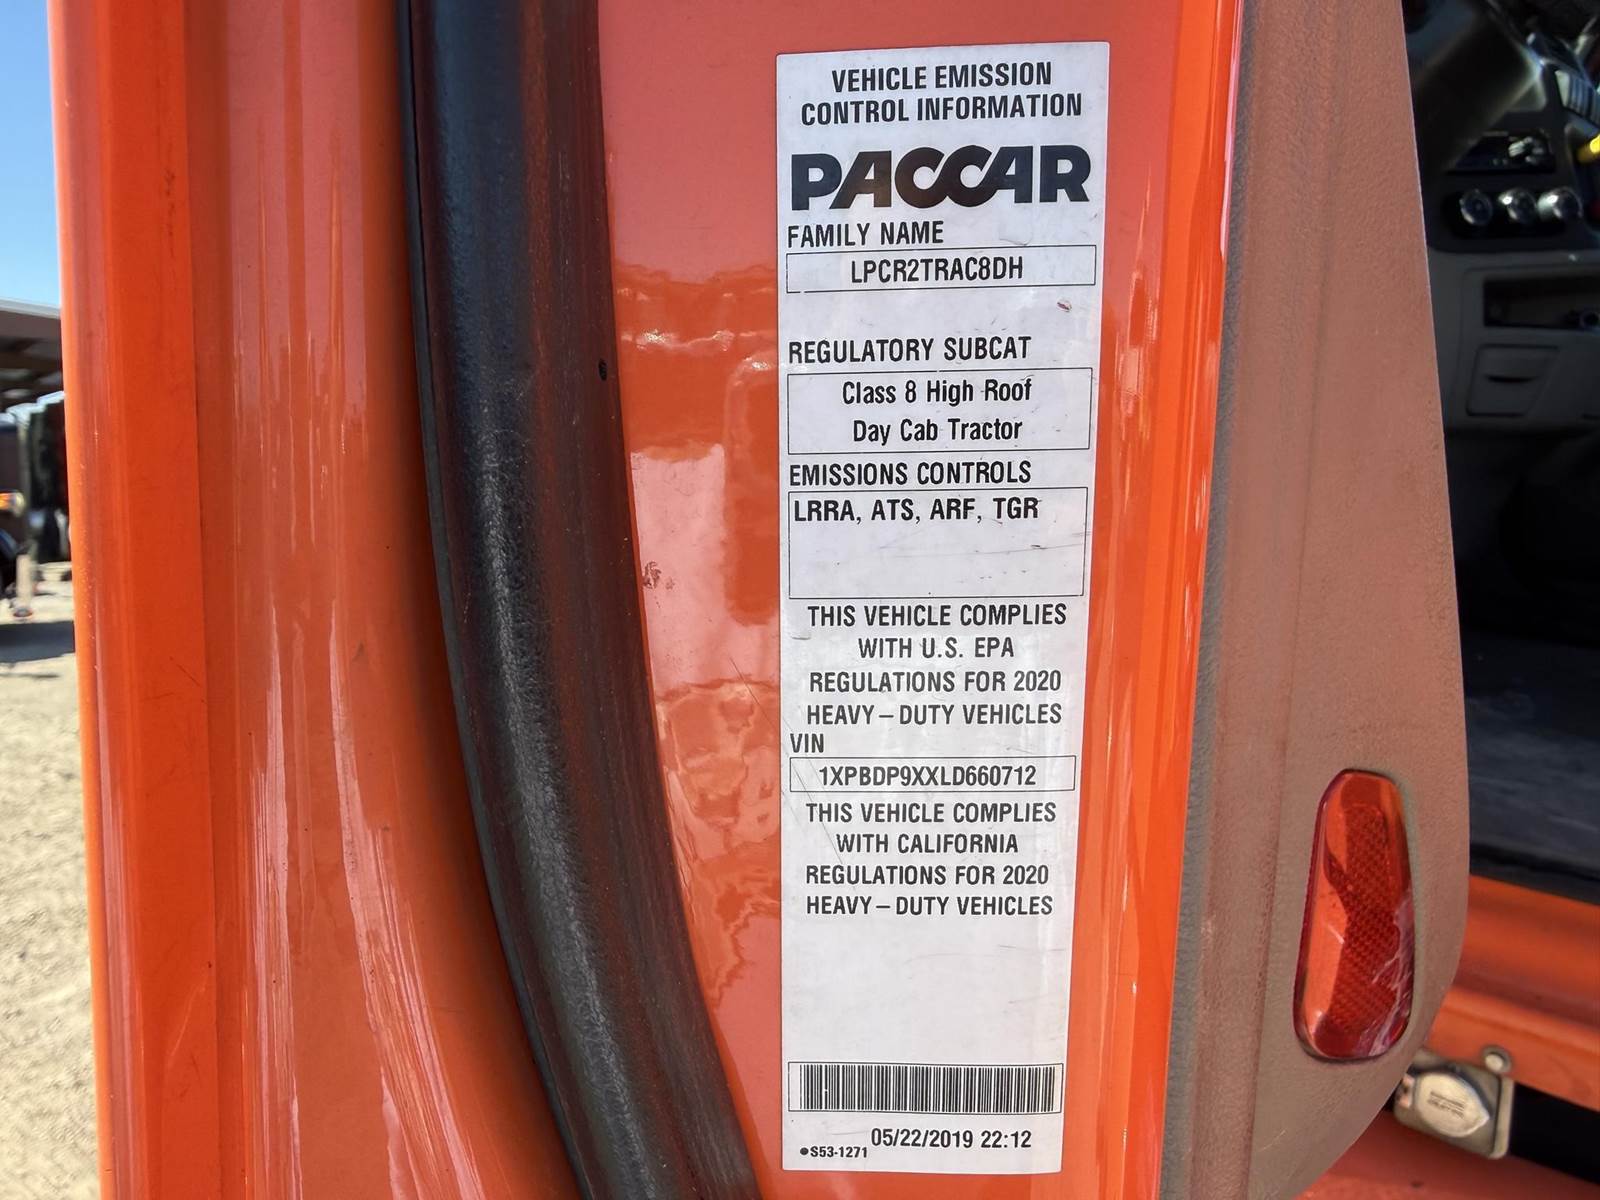 VEHICLE EMISSION
CONTROL INFORMATION
PACCAR
FAMILY NAME
LPCR2TRAC8DH
REGULATORY SUBCAT
Class 8 High Roof
Day Cab Tractor
EMISSIONS CONTROLS
LRRA, ATS, ARF, TGR
THIS VEHICLE COMPLIES
WITH U.S. EPA
REGULATIONS FOR 2020
HEAVY–DUTY VEHICLES
VIN
1XPBDP9XXLD660712
THIS VEHICLE COMPLIES
WITH CALIFORNIA
REGULATIONS FOR 2020
HEAVY–DUTY VEHICLES
●S53-1271 05/22/2019 22:12